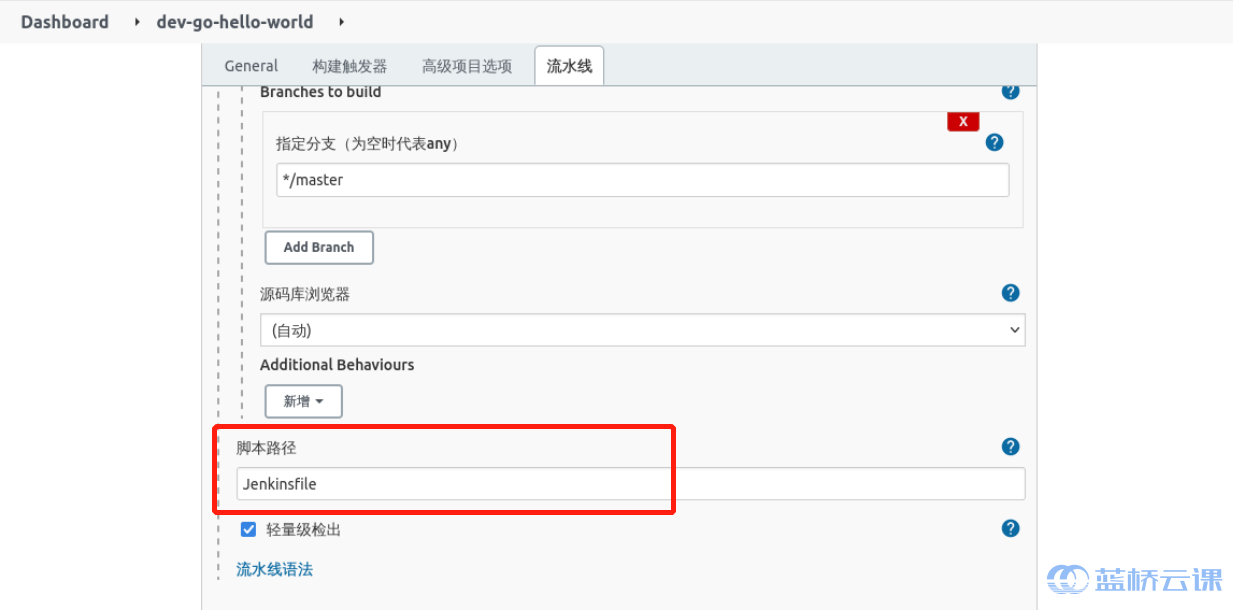 Dashboard dev-go-hello-world
General 构建触发器 高级项目选项 流水线
Branches to build ?
X
指定分支（为空时代表any） ?
*/master
Add Branch
源码库浏览器 ?
(自动)
Additional Behaviours
新增
脚本路径 ?
Jenkinsfile
轻量级检出 ?
流水线语法
蓝桥云课